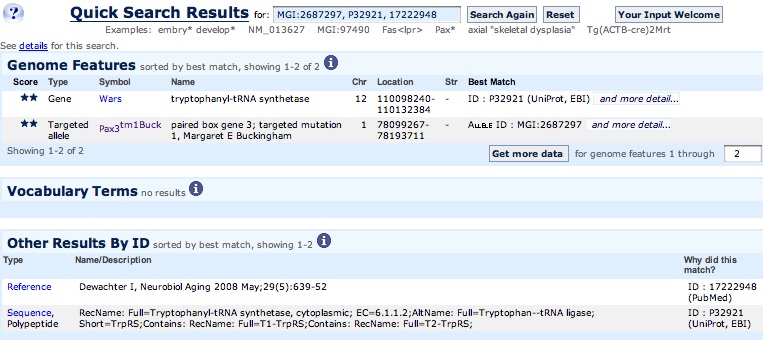 Quick Search Results for: MGI:2687297, P32921, 17222948 Search Again Reset Your Input Welcome
Examples: embry* develop* NM_013627 MGI:97490 Fas<lpr> Pax* axial "skeletal dysplasia" Tg(ACTB-cre)2Mrt
See details for this search.
Genome Features sorted by best match, showing 1-2 of 2
Score Type Symbol Name Chr Location Str Best Match
Gene Wars tryptophanyl-tRNA synthetase 12 110098240- - ID : P32921 (UniProt, EBI) and more detail...
110132384
Targeted Pax3tm1Buck paired box gene 3; targeted mutation 1 78099267- - Allele ID : MGI:2687297 and more detail...
allele 1, Margaret E Buckingham 78193711
Showing 1-2 of 2 Get more data for genome features 1 through 2
Vocabulary Terms no results
Other Results By ID sorted by best match, showing 1-2
Type Name/Description Why did this
match?
Reference Dewachter I, Neurobiol Aging 2008 May;29(5):639-52 ID : 17222948
(PubMed)
Sequence, RecName: Full=Tryptophanyl-tRNA synthetase, cytoplasmic; EC=6.1.1.2;AltName: Full=Tryptophan--tRNA ligase; ID : P32921
Polypeptide Short=TrpRS;Contains: RecName: Full=T1-TrpRS;Contains: RecName: Full=T2-TrpRS; (UniProt, EBI)